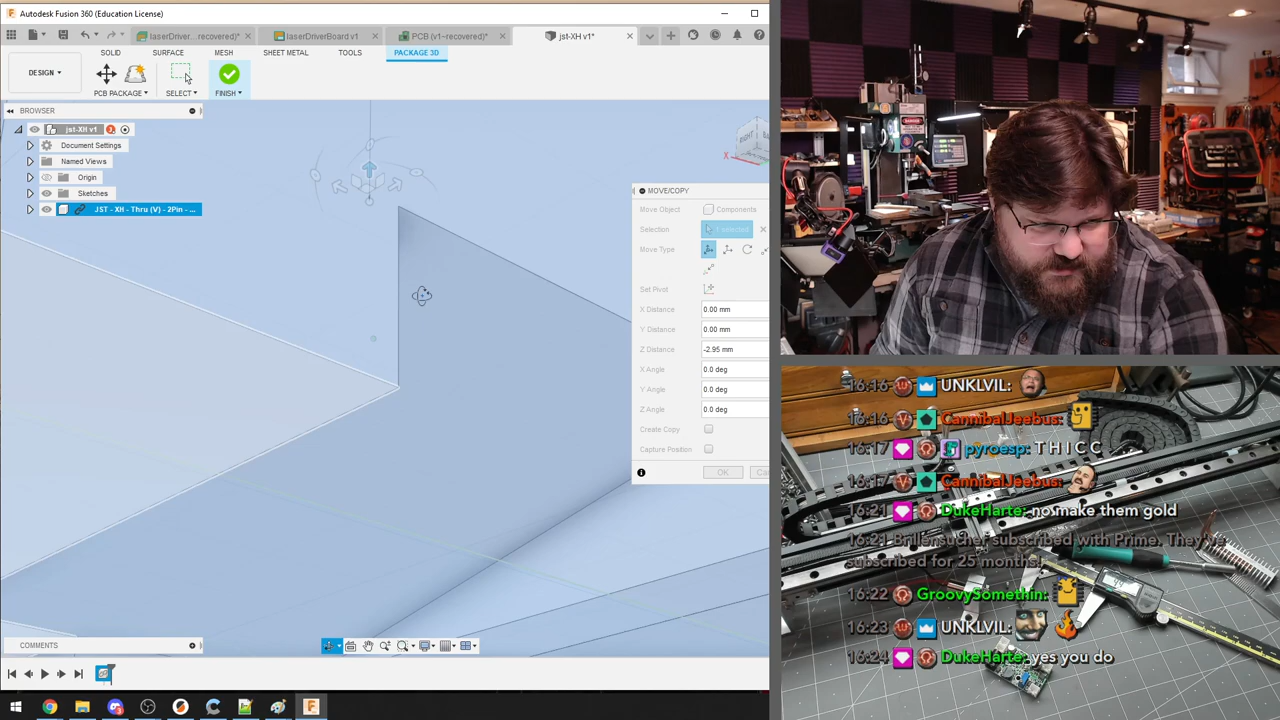 Autodesk Fusion 360 (Education License)
laserDriver...recovered)*
laserDriverBoard v1
PCB (v1~recovered)*
jst-XH v1*
SOLID
SURFACE
MESH
SHEET METAL
TOOLS
PACKAGE 3D
DESIGN
PCB PACKAGE
SELECT
FINISH
BROWSER
jst-XH v1
Document Settings
Named Views
Origin
Sketches
JST - XH - Thru (V) - 2Pin - ...
X
MOVE/COPY
Move Object
Components
Selection
1 selected
Move Type
Set Pivot
X Distance
0.00 mm
Y Distance
0.00 mm
Z Distance
-2.95 mm
X Angle
0.0 deg
Y Angle
0.0 deg
Z Angle
0.0 deg
Create Copy
Capture Position
OK
COMMENTS
16:16 UNKLVIL:
16:16 CannibalJeebus:
16:17 pyroesp: T H I C C
16:17 CannibalJeebus:
16:21 DukeHarte: no make them gold
16:21 Brillensucher subscribed with Prime. They've
subscribed for 25 months!
16:22 GroovySomethin:
16:23 UNKLVIL:
16:24 DukeHarte: yes you do